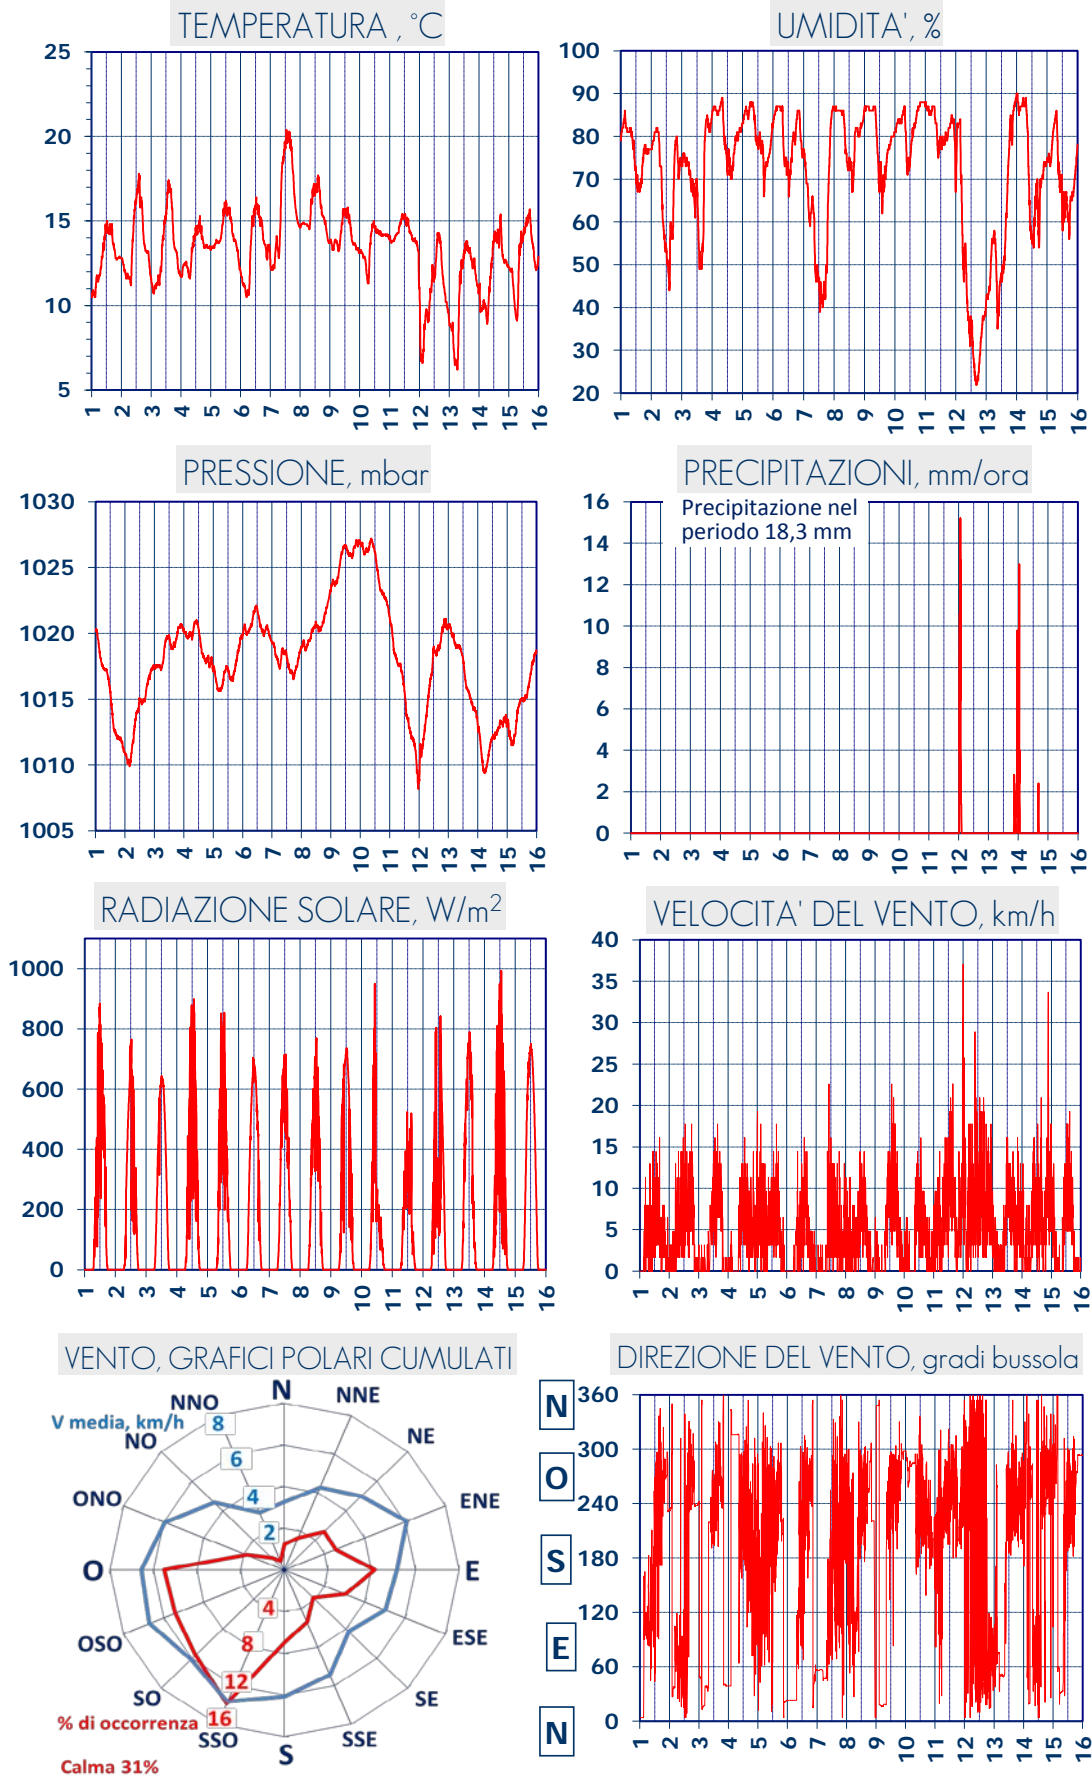 TEMPERATURA , °C
25
20
15
10
5
1 2 3 4 5 6 7 8 9 10 11 12 13 14 15 16
UMIDITA', %
100
90
80
70
60
50
40
30
20
1 2 3 4 5 6 7 8 9 10 11 12 13 14 15 16
PRESSIONE, mbar
1030
1025
1020
1015
1010
1005
1 2 3 4 5 6 7 8 9 10 11 12 13 14 15 16
PRECIPITAZIONI, mm/ora
Precipitazione nel
periodo 18,3 mm
16
14
12
10
8
6
4
2
0
1 2 3 4 5 6 7 8 9 10 11 12 13 14 15 16
RADIAZIONE SOLARE, W/m²
1000
800
600
400
200
0
1 2 3 4 5 6 7 8 9 10 11 12 13 14 15 16
VELOCITA' DEL VENTO, km/h
40
35
30
25
20
15
10
5
0
1 2 3 4 5 6 7 8 9 10 11 12 13 14 15 16
VENTO, GRAFICI POLARI CUMULATI
N
NNO NNE
V media, km/h 8
NO NE
6
ONO 4 ENE
2
O E
4
OSO 8 ESE
12
SO SE
% di occorrenza 16
SSO SSE
S
Calma 31%
DIREZIONE DEL VENTO, gradi bussola
N 360
300
O
240
S 180
120
E
60
N 0
1 2 3 4 5 6 7 8 9 10 11 12 13 14 15 16